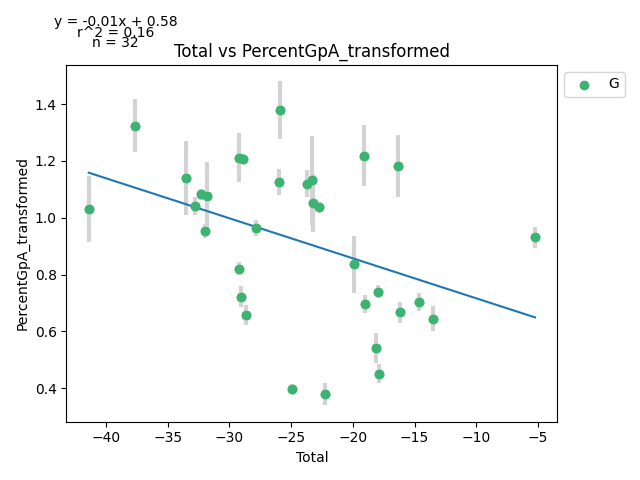 y = -0.01x + 0.58
r^2 = 0.16
n = 32
Total vs PercentGpA_transformed
G
PercentGpA_transformed
1.4
1.2
1.0
0.8
0.6
0.4
−40
−35
−30
−25
−20
−15
−10
−5
Total